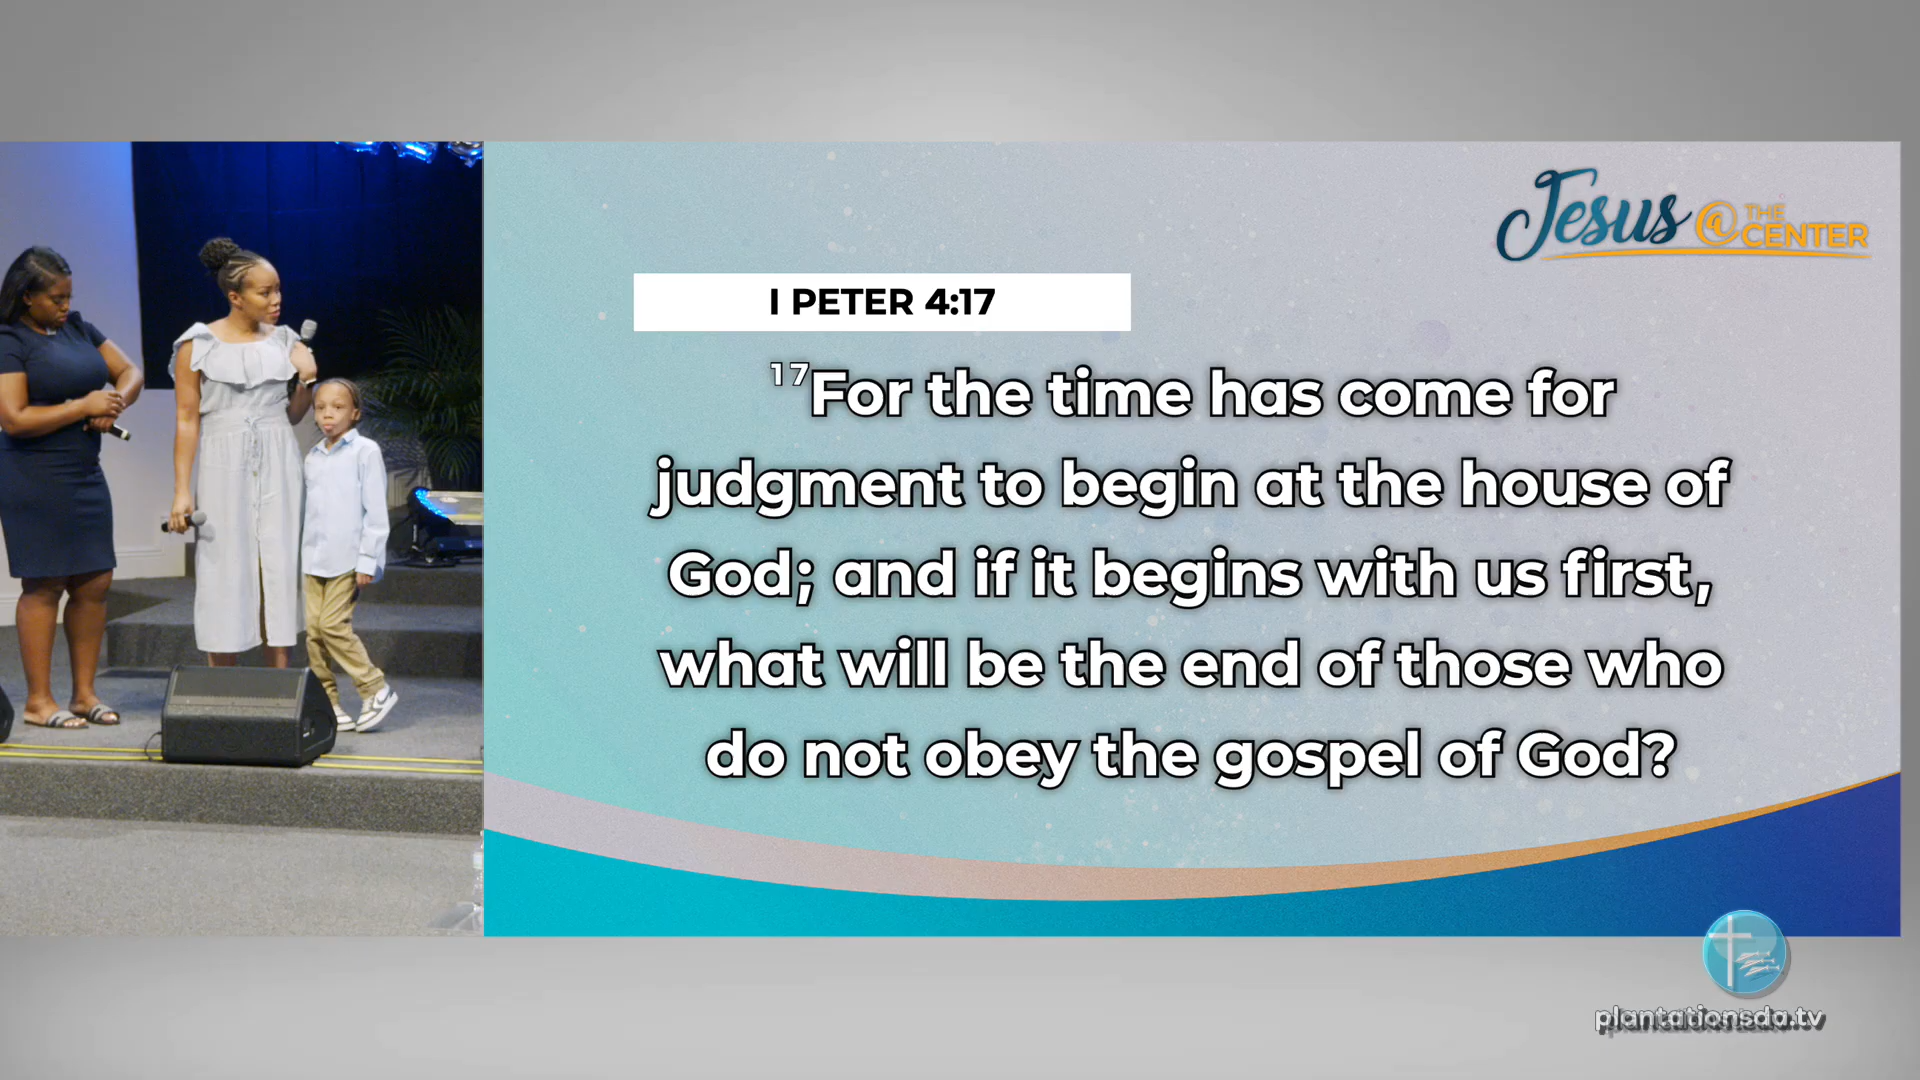 Jesus @ THE CENTER
I PETER 4:17
17For the time has come for
judgment to begin at the house of
God; and if it begins with us first,
what will be the end of those who
do not obey the gospel of God?
plantationsda.tv